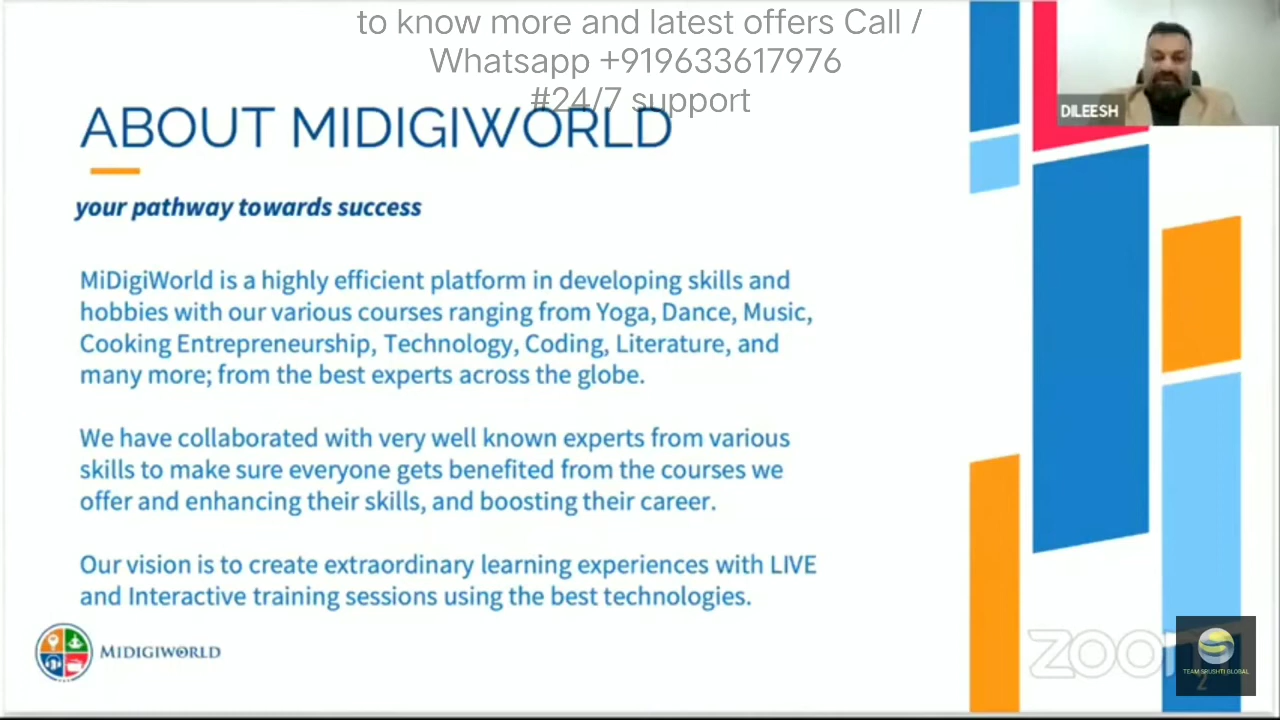 to know more and latest offers Call /
Whatsapp +919633617976
#24/7 support
DILEESH
ABOUT MIDIGIWORLD
your pathway towards success
MiDigiWorld is a highly efficient platform in developing skills and
hobbies with our various courses ranging from Yoga, Dance, Music,
Cooking Entrepreneurship, Technology, Coding, Literature, and
many more; from the best experts across the globe.
We have collaborated with very well known experts from various
skills to make sure everyone gets benefited from the courses we
offer and enhancing their skills, and boosting their career.
Our vision is to create extraordinary learning experiences with LIVE
and Interactive training sessions using the best technologies.
MIDIGIWORLD
zoom
TEAM SRUSHTI GLOBAL
2